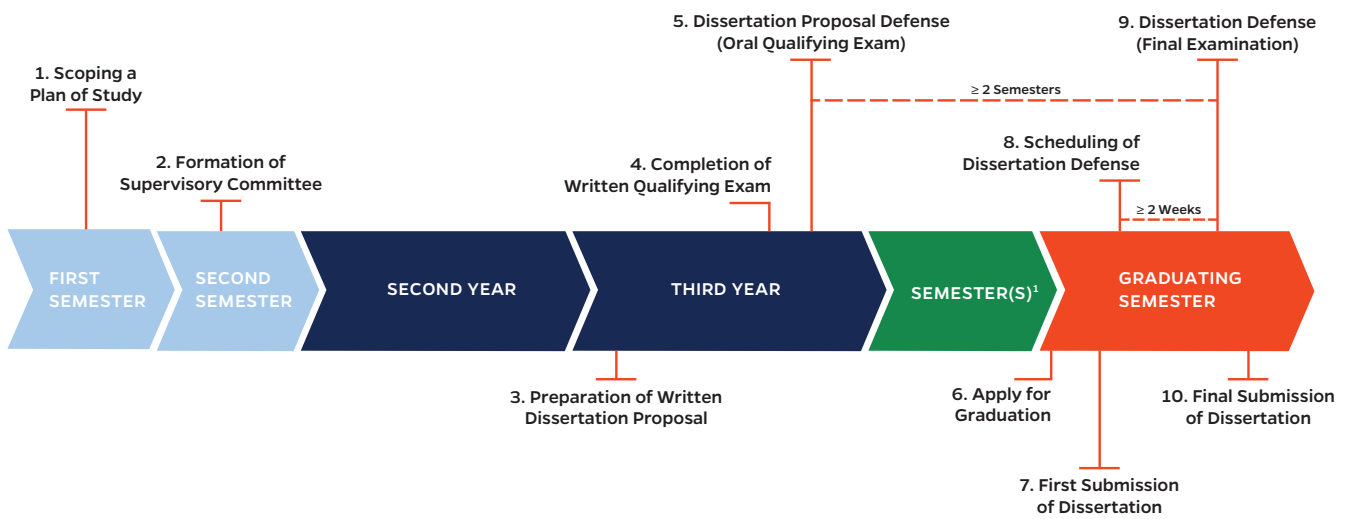 5. Dissertation Proposal Defense
(Oral Qualifying Exam)
9. Dissertation Defense
(Final Examination)
1. Scoping a
Plan of Study
≥ 2 Semesters
2. Formation of
Supervisory Committee
4. Completion of
Written Qualifying Exam
8. Scheduling of
Dissertation Defense
≥ 2 Weeks
FIRST
SEMESTER
SECOND
SEMESTER
SECOND YEAR
THIRD YEAR
SEMESTER(S)¹
GRADUATING
SEMESTER
3. Preparation of Written
Dissertation Proposal
6. Apply for
Graduation
10. Final Submission
of Dissertation
7. First Submission
of Dissertation